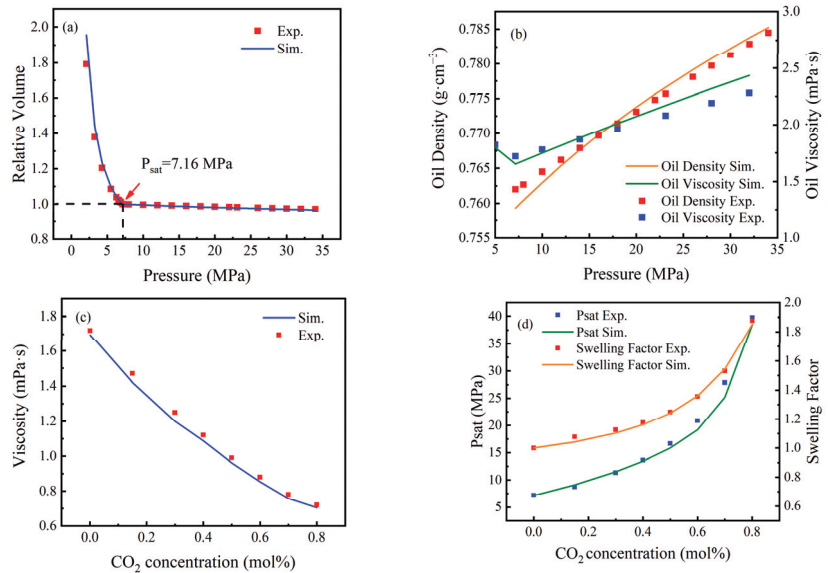 (a)
Exp.
Sim.
P_sat=7.16 MPa
Relative Volume
2.0
1.8
1.6
1.4
1.2
1.0
0.8
0 5 10 15 20 25 30 35
Pressure (MPa)
(b)
Oil Density (g·cm⁻³)
0.785
0.780
0.775
0.770
0.765
0.760
0.755
Oil Density Sim.
Oil Viscosity Sim.
Oil Density Exp.
Oil Viscosity Exp.
3.0
2.5
2.0
1.5
1.0
Oil Viscosity (mPa·s)
5 10 15 20 25 30 35
Pressure (MPa)
(c)
Sim.
Exp.
Viscosity (mPa·s)
1.8
1.6
1.4
1.2
1.0
0.8
0.6
0.0 0.2 0.4 0.6 0.8
CO₂ concentration (mol%)
(d)
Psat Exp.
Psat Sim.
Swelling Factor Exp.
Swelling Factor Sim.
Psat (MPa)
40
35
30
25
20
15
10
5
2.0
1.8
1.6
1.4
1.2
1.0
0.8
0.6
Swelling Factor
0.0 0.2 0.4 0.6 0.8
CO₂ concentration (mol%)